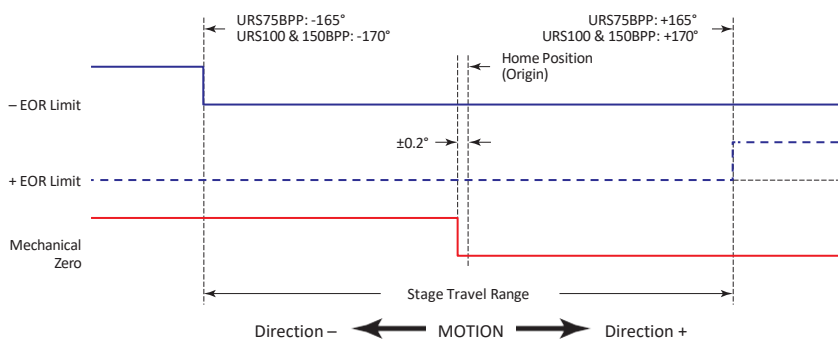 URS75BPP: -165°
URS100 & 150BPP: -170°
URS75BPP: +165°
URS100 & 150BPP: +170°
Home Position
(Origin)
– EOR Limit
±0.2°
+ EOR Limit
Mechanical
Zero
Stage Travel Range
Direction – MOTION Direction +